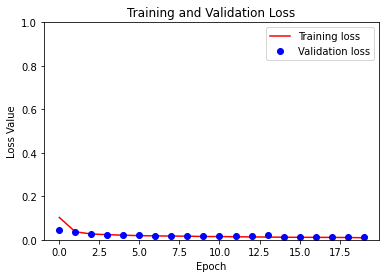 Training and Validation Loss
Training loss
Validation loss
Loss Value
1.0
0.8
0.6
0.4
0.2
0.0
0.0 2.5 5.0 7.5 10.0 12.5 15.0 17.5
Epoch